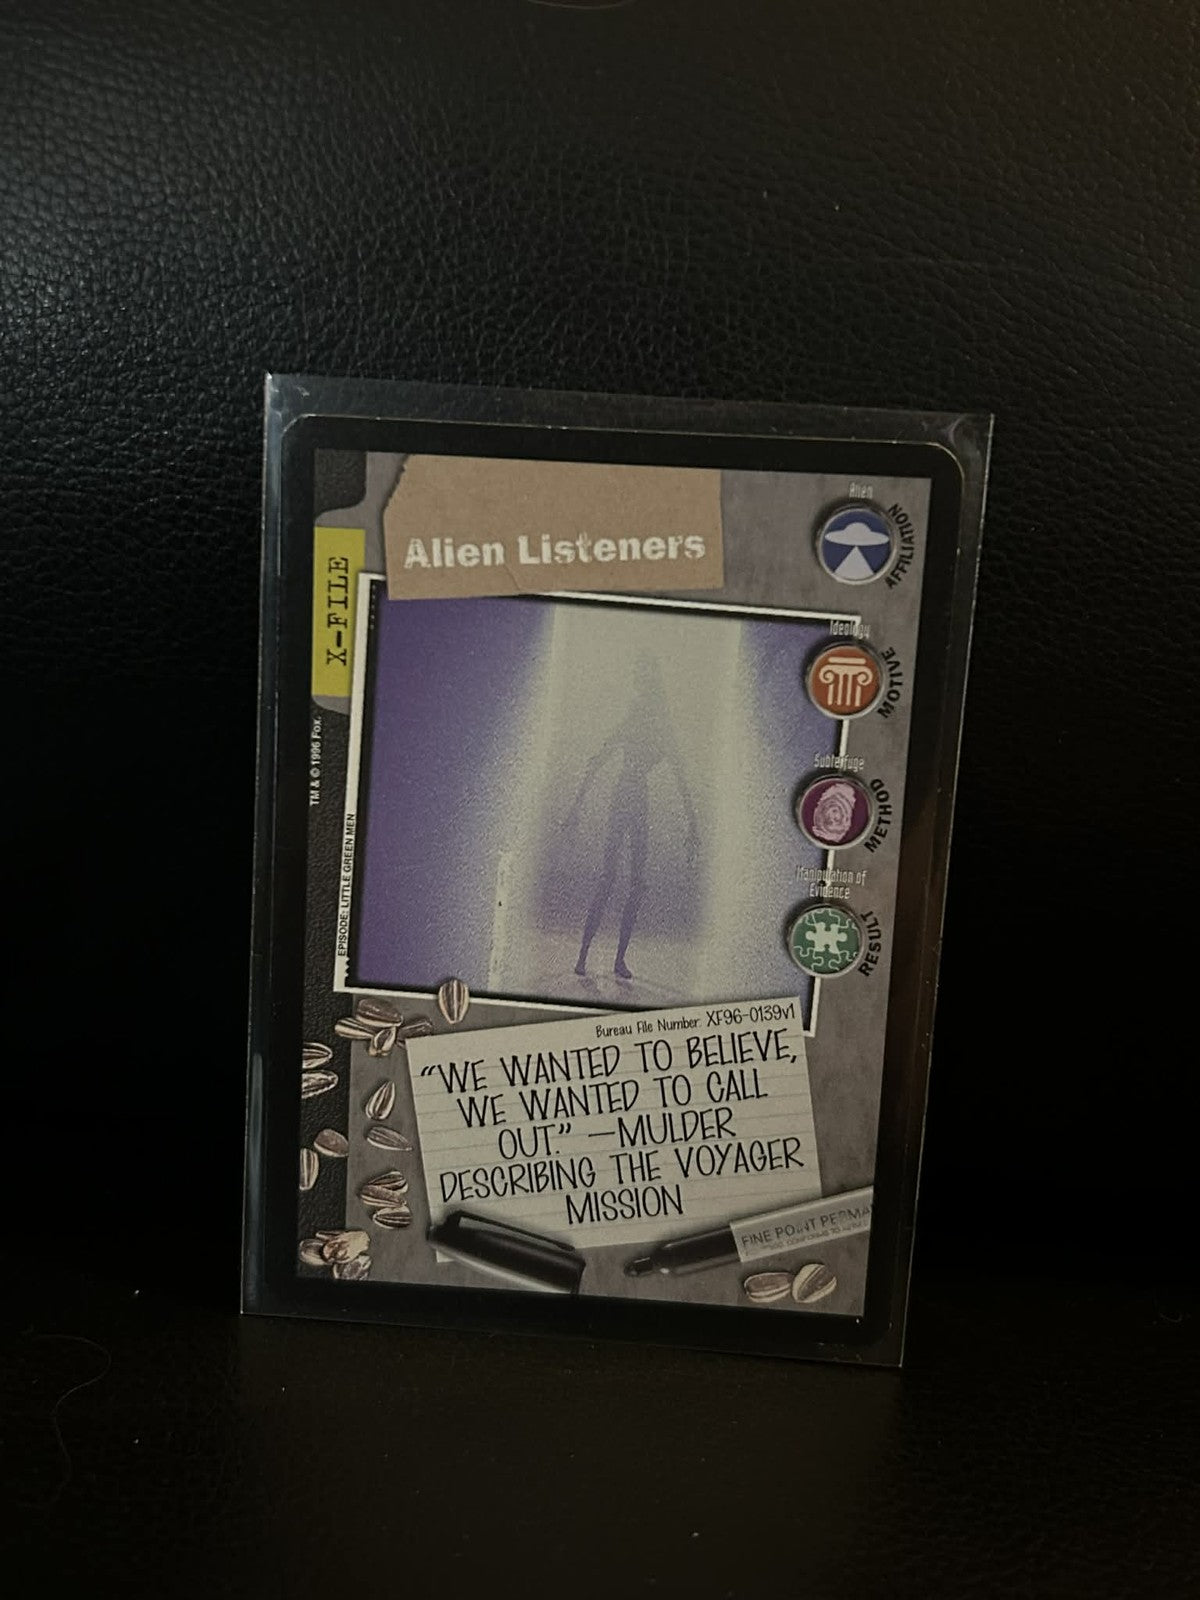 Alien Listeners
X-FILE
TM & © 1996 Fox.
EPISODE: LITTLE GREEN MEN
Alien
AFFILIATION
Ideology
MOTIVE
Subterfuge
METHOD
Manipulation of
Evidence
RESULT
Bureau File Number: XF96-0139v1
"WE WANTED TO BELIEVE,
WE WANTED TO CALL
OUT." —MULDER
DESCRIBING THE VOYAGER
MISSION
FINE POINT PERMA